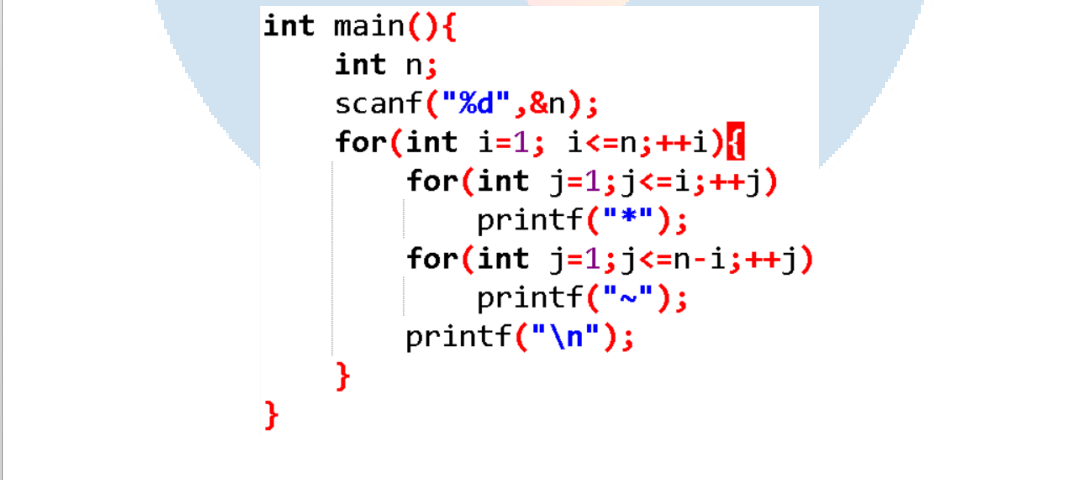 int main(){
int n;
scanf("%d",&n);
for(int i=1; i<=n;++i){
for(int j=1;j<=i;++j)
printf("*");
for(int j=1;j<=n-i;++j)
printf("~");
printf("\n");
}
}